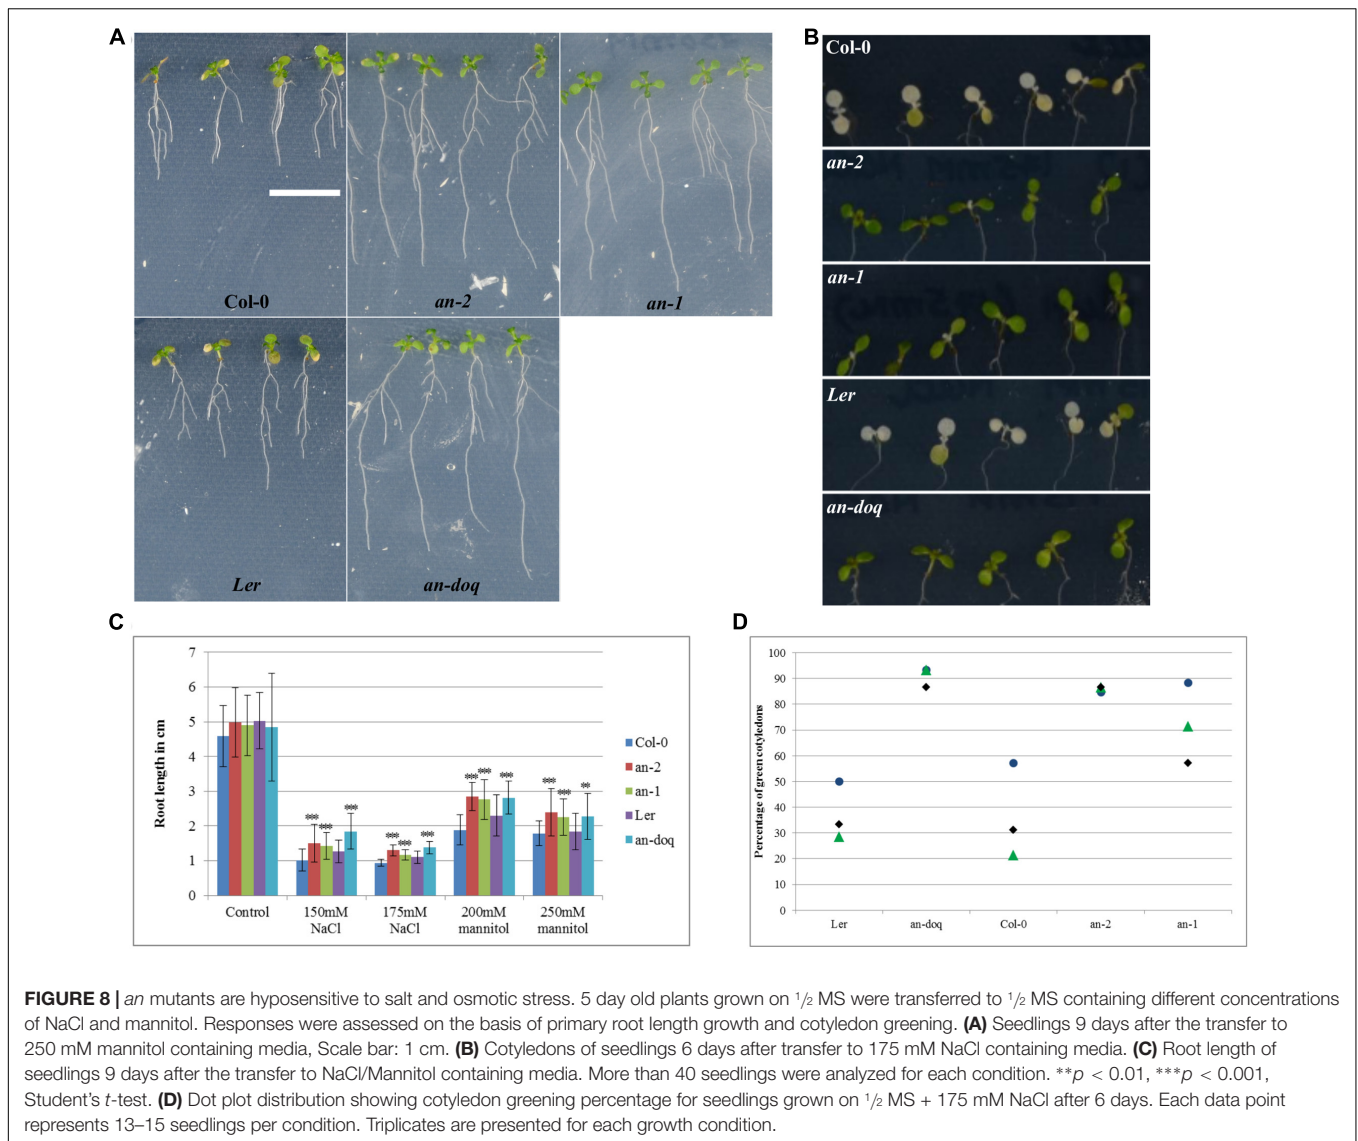 A
B
Col-0
an-2
an-1
Ler
an-doq
Col-0
an-2
an-1
Ler
an-doq
C
7
6
5
4
3
2
1
0
Root length in cm
Control
150mM NaCl
175mM NaCl
200mM mannitol
250mM mannitol
***
***
***
***
***
***
***
***
***
***
***
**
Col-0
an-2
an-1
Ler
an-doq
D
100
90
80
70
60
50
40
30
20
10
0
Percentage of green cotyledons
Ler
an-doq
Col-0
an-2
an-1
FIGURE 8 | an mutants are hyposensitive to salt and osmotic stress. 5 day old plants grown on 1/2 MS were transferred to 1/2 MS containing different concentrations
of NaCl and mannitol. Responses were assessed on the basis of primary root length growth and cotyledon greening. (A) Seedlings 9 days after the transfer to
250 mM mannitol containing media, Scale bar: 1 cm. (B) Cotyledons of seedlings 6 days after transfer to 175 mM NaCl containing media. (C) Root length of
seedlings 9 days after the transfer to NaCl/Mannitol containing media. More than 40 seedlings were analyzed for each condition. **p < 0.01, ***p < 0.001,
Student's t-test. (D) Dot plot distribution showing cotyledon greening percentage for seedlings grown on 1/2 MS + 175 mM NaCl after 6 days. Each data point
represents 13–15 seedlings per condition. Triplicates are presented for each growth condition.